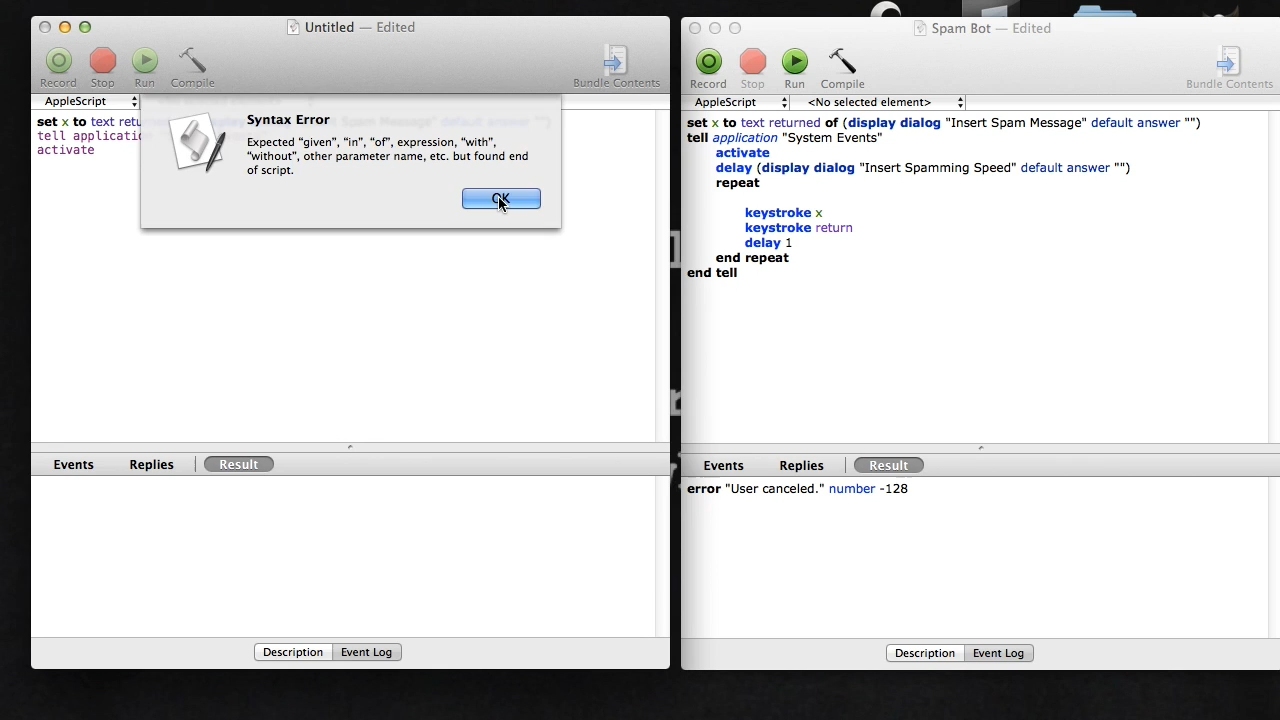 Untitled — Edited
Record Stop Run Compile Bundle Contents
AppleScript
set x to text retu
tell applicatio
activate
Syntax Error
Expected “given”, “in”, “of”, expression, “with”,
“without”, other parameter name, etc. but found end
of script.
OK
Events Replies Result
Description Event Log
Spam Bot — Edited
Record Stop Run Compile Bundle Contents
AppleScript <No selected element>
set x to text returned of (display dialog "Insert Spam Message" default answer "")
tell application "System Events"
activate
delay (display dialog "Insert Spamming Speed" default answer "")
repeat
keystroke x
keystroke return
delay 1
end repeat
end tell
Events Replies Result
error "User canceled." number -128
Description Event Log